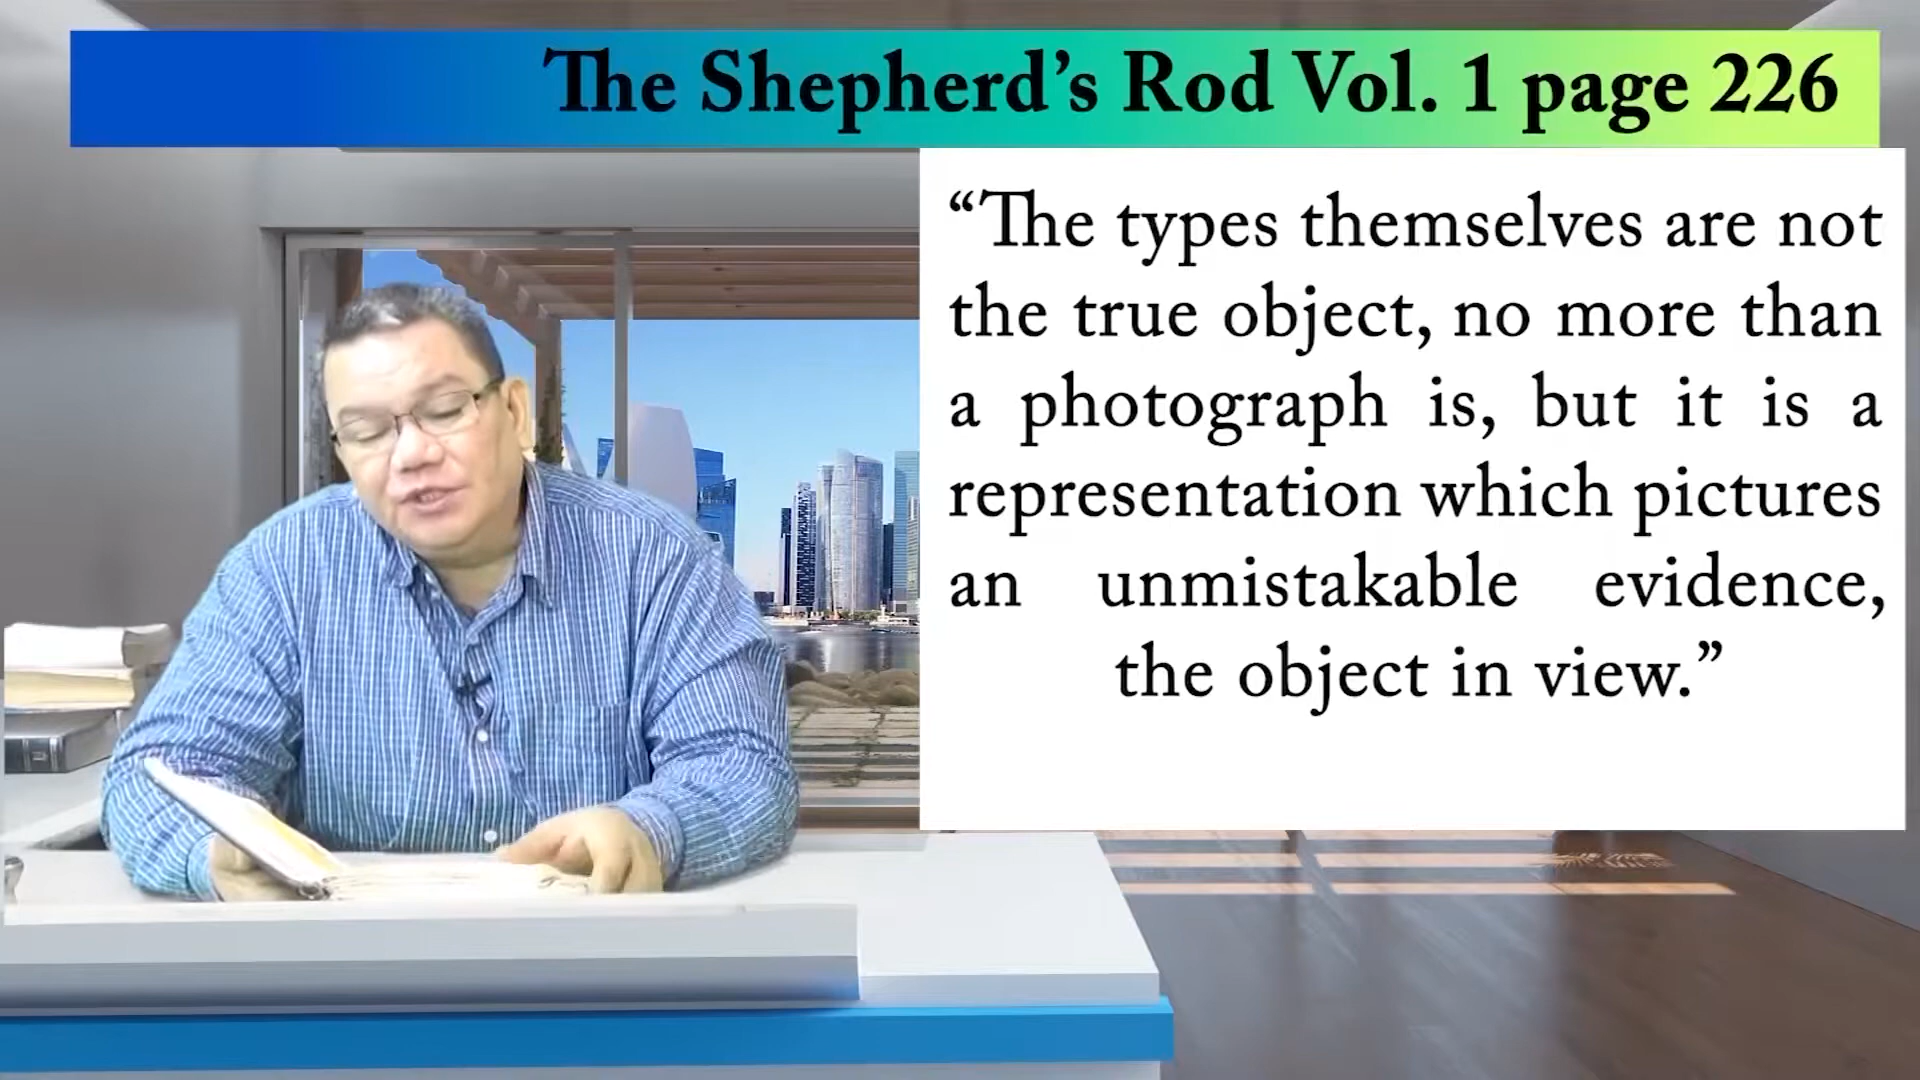 The Shepherd’s Rod Vol. 1 page 226
“The types themselves are not
the true object, no more than
a photograph is, but it is a
representation which pictures
an unmistakable evidence,
the object in view.”